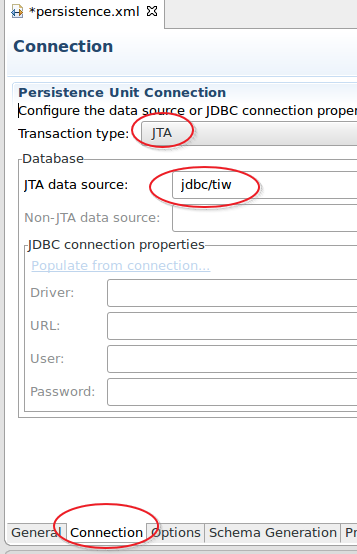 *persistence.xml
Connection
Persistence Unit Connection
Configure the data source or JDBC connection proper
Transaction type: JTA
Database
JTA data source: jdbc/tiw
Non-JTA data source:
JDBC connection properties
Populate from connection...
Driver:
URL:
User:
Password:
General Connection Options Schema Generation Pr